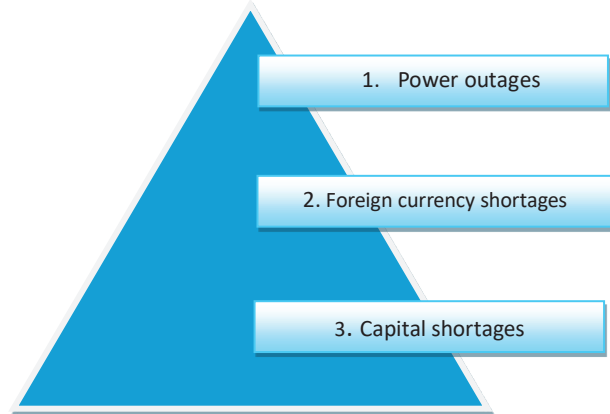 1. Power outages
2. Foreign currency shortages
3. Capital shortages